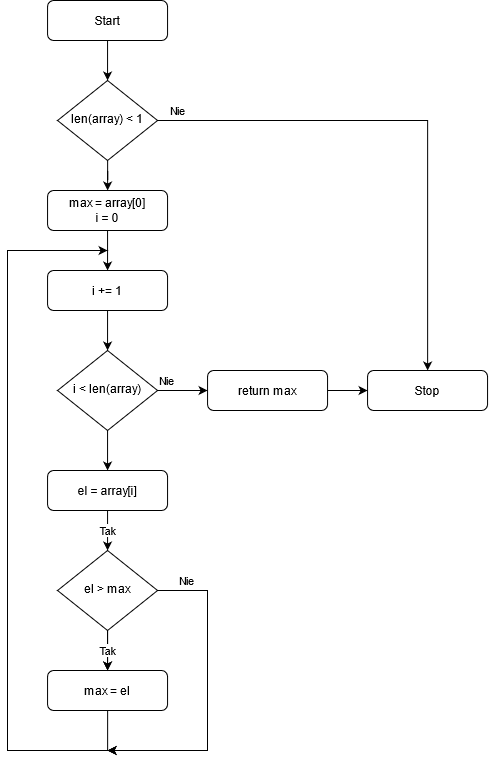 Start
len(array) < 1
Nie
max = array[0]
i = 0
i += 1
i < len(array)
Nie
return max
Stop
el = array[i]
Tak
el > max
Nie
Tak
max = el